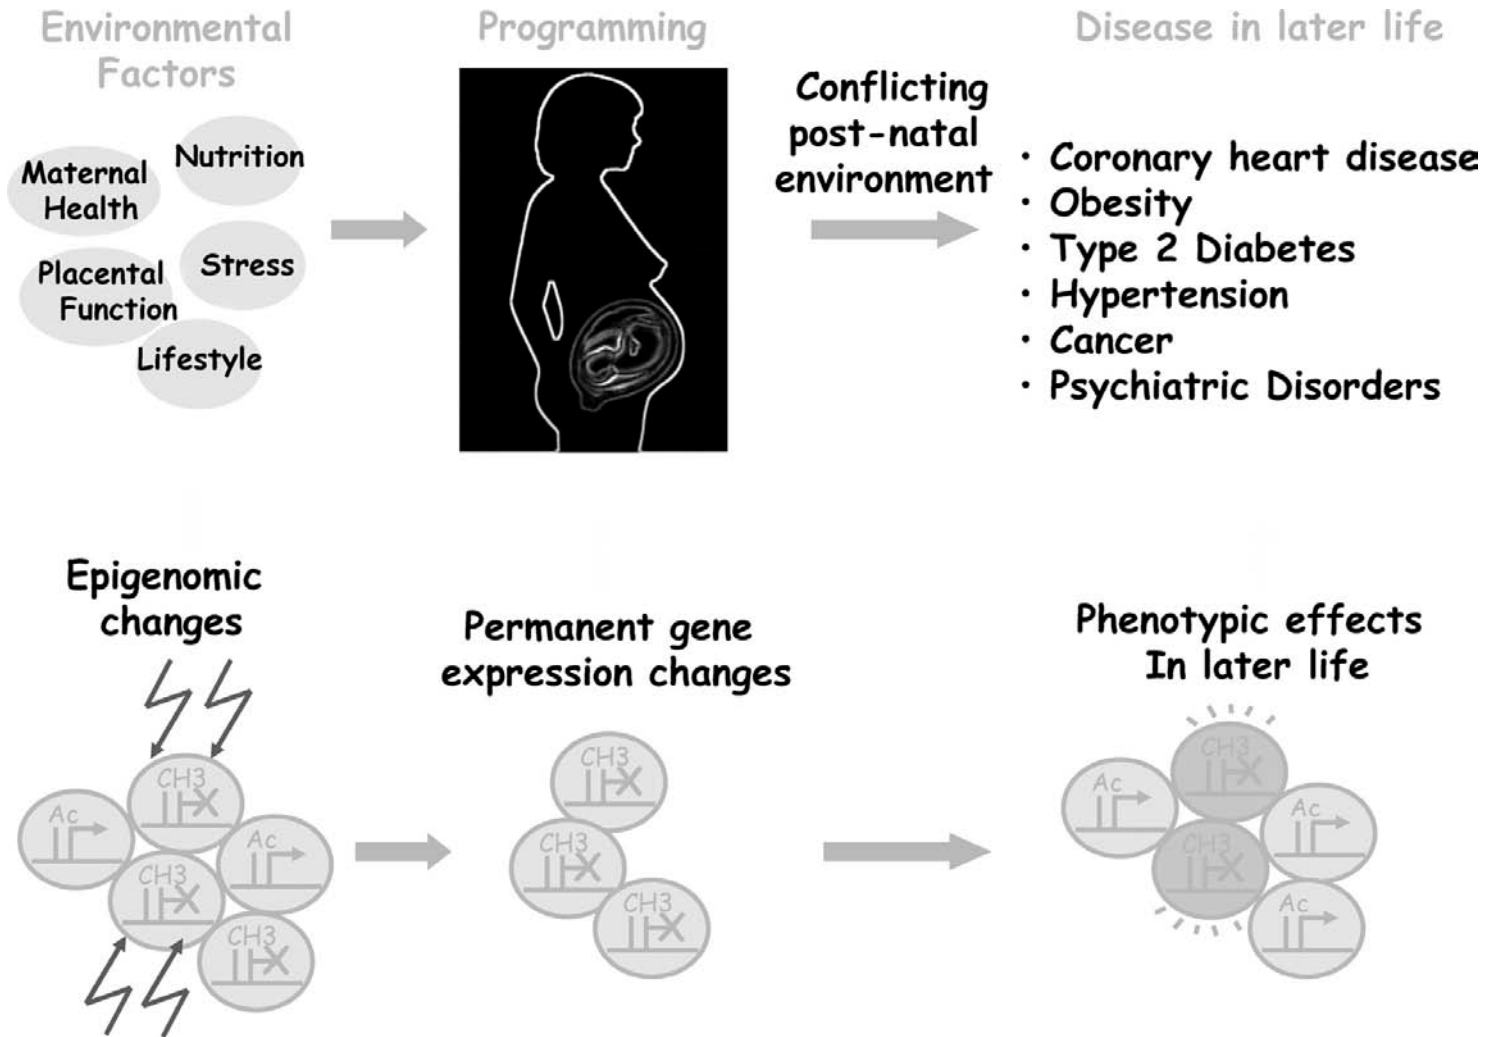 Environmental
Factors
Programming
Disease in later life
Maternal
Health
Nutrition
Placental
Function
Stress
Lifestyle
Conflicting
post-natal
environment
· Coronary heart disease
· Obesity
· Type 2 Diabetes
· Hypertension
· Cancer
· Psychiatric Disorders
Epigenomic
changes
Permanent gene
expression changes
Phenotypic effects
In later life
CH3
Ac
Ac
CH3
CH3
CH3
CH3
CH3
CH3
Ac
Ac
CH3
Ac